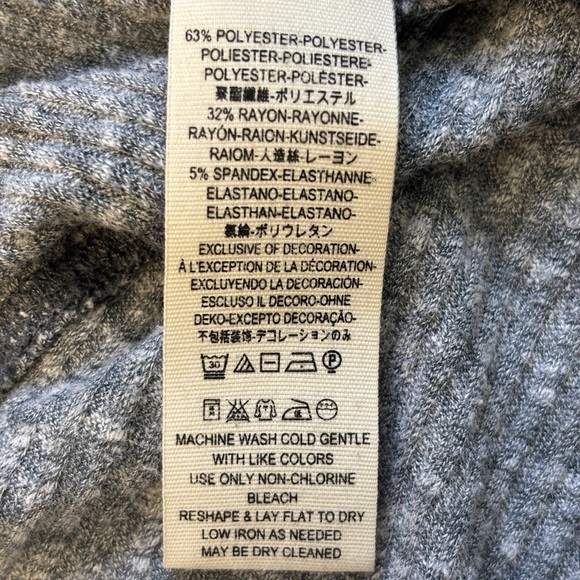 63% POLYESTER-POLYESTER-
POLIESTER-POLIESTERE-
POLYESTER-POLÉSTER-
聚酯纖維-ポリエステル
32% RAYON-RAYONNE-
RAYÓN-RAION-KUNSTSEIDE-
RAIOM-人造絲-レーヨン
5% SPANDEX-ELASTHANNE-
ELASTANO-ELASTANO-
ELASTHAN-ELASTANO-
氨綸-ポリウレタン
EXCLUSIVE OF DECORATION-
À L'EXCEPTION DE LA DÉCORATION-
EXCLUYENDO LA DECORACIÓN-
ESCLUSO IL DECORO-OHNE
DEKO-EXCEPTO DECORAÇÃO-
不包括装饰-デコレーションのみ
30 P
MACHINE WASH COLD GENTLE
WITH LIKE COLORS
USE ONLY NON-CHLORINE
BLEACH
RESHAPE & LAY FLAT TO DRY
LOW IRON AS NEEDED
MAY BE DRY CLEANED